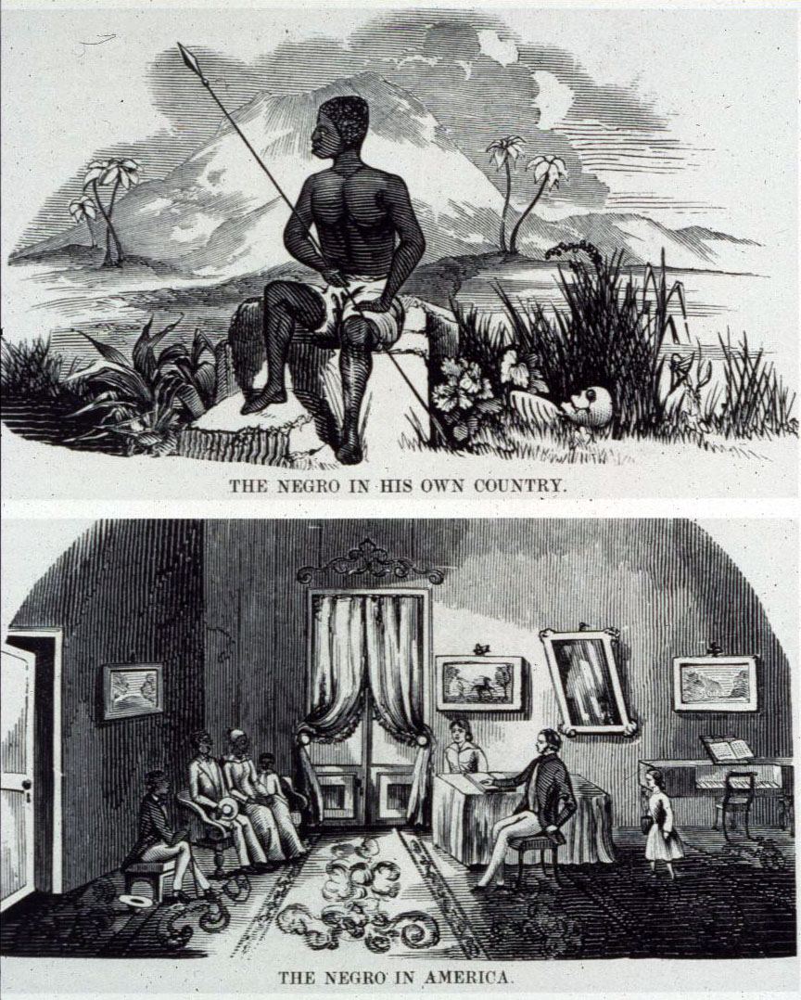 THE NEGRO IN HIS OWN COUNTRY.
THE NEGRO IN AMERICA.